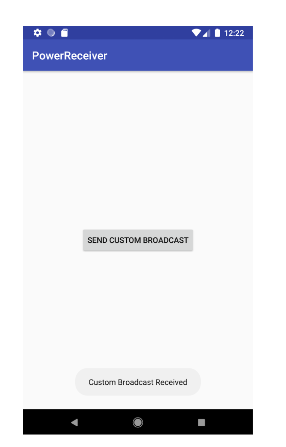 12:22
PowerReceiver
SEND CUSTOM BROADCAST
Custom Broadcast Received